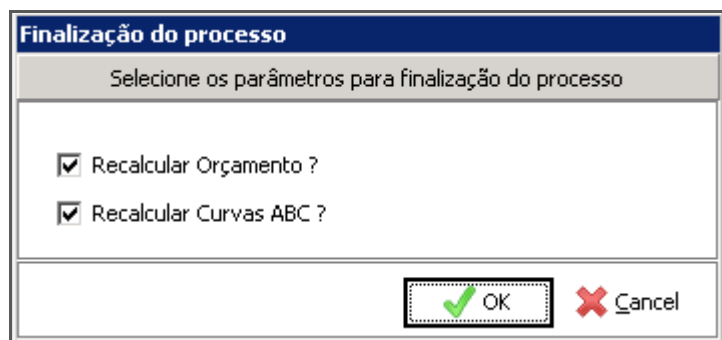 Finalização do processo
Selecione os parâmetros para finalização do processo
Recalcular Orçamento ?
Recalcular Curvas ABC ?
OK Cancel